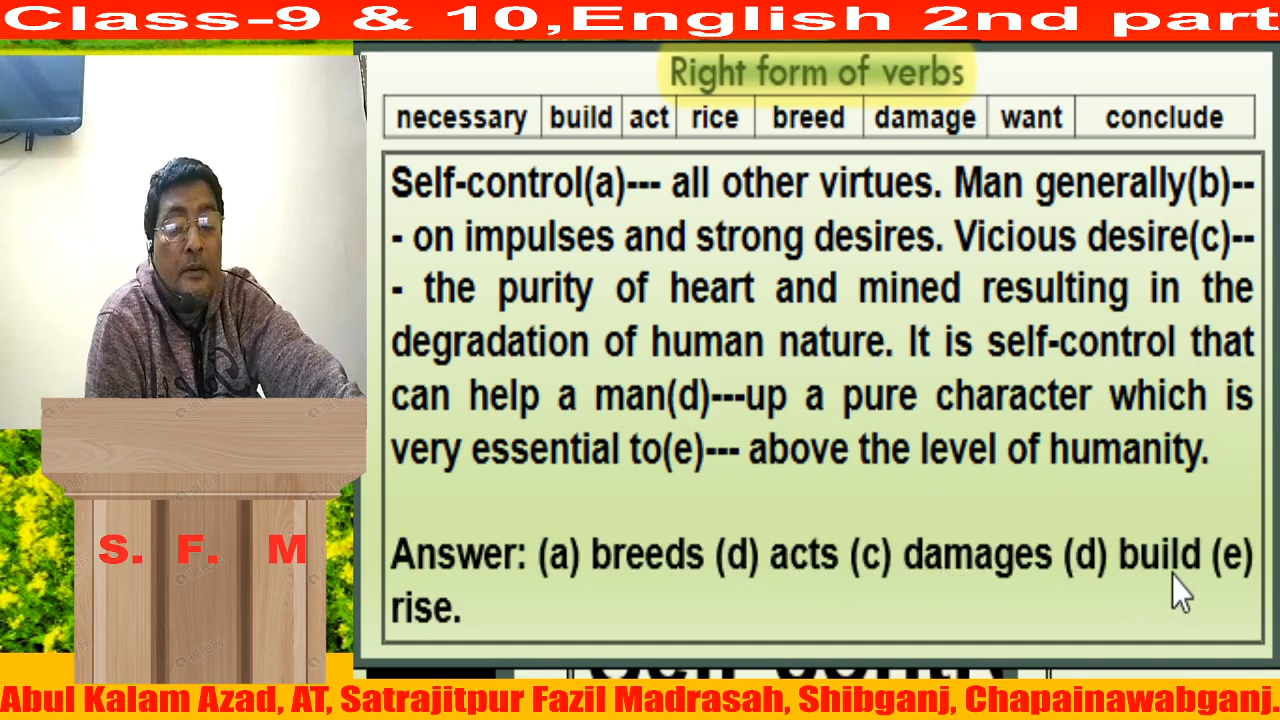 Class-9 & 10,English 2nd part
Right form of verbs
necessary build act rice breed damage want conclude
Self-control(a)--- all other virtues. Man generally(b)--
- on impulses and strong desires. Vicious desire(c)--
- the purity of heart and mined resulting in the
degradation of human nature. It is self-control that
can help a man(d)---up a pure character which is
very essential to(e)--- above the level of humanity.
Answer: (a) breeds (d) acts (c) damages (d) build (e)
rise.
S. F. M
Abul Kalam Azad, AT, Satrajitpur Fazil Madrasah, Shibganj, Chapainawabganj.